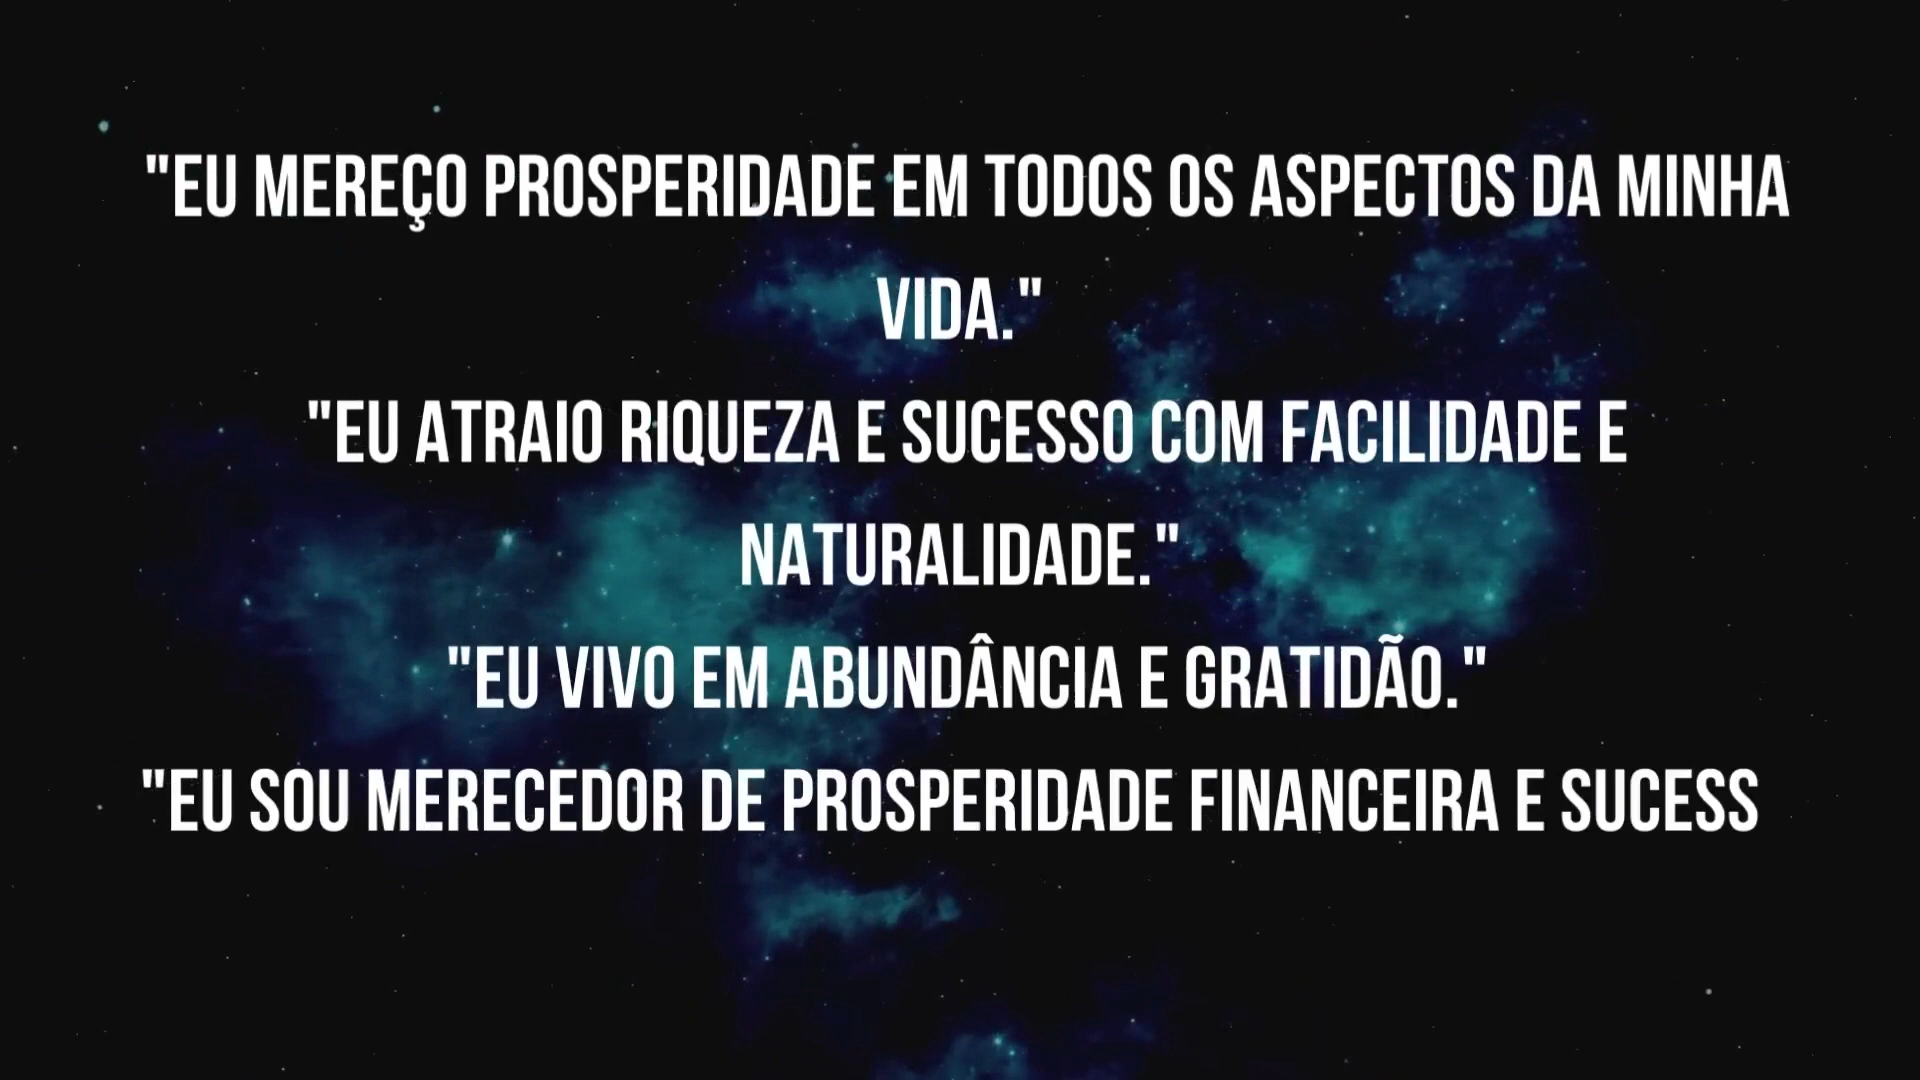 "EU MEREÇO PROSPERIDADE EM TODOS OS ASPECTOS DA MINHA
VIDA."
"EU ATRAIO RIQUEZA E SUCESSO COM FACILIDADE E
NATURALIDADE."
"EU VIVO EM ABUNDÂNCIA E GRATIDÃO."
"EU SOU MERECEDOR DE PROSPERIDADE FINANCEIRA E SUCESS